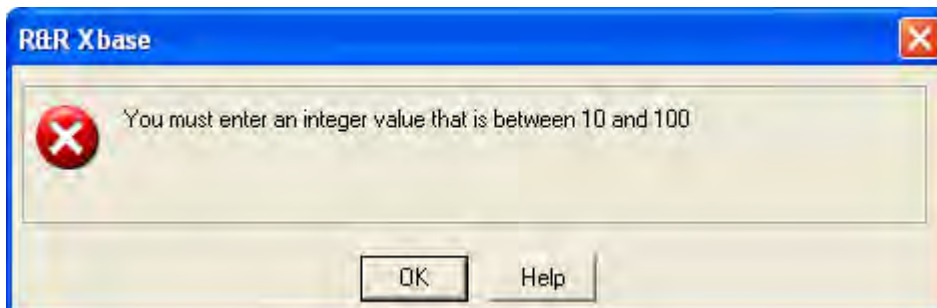 R&R Xbase
You must enter an integer value that is between 10 and 100
OK
Help